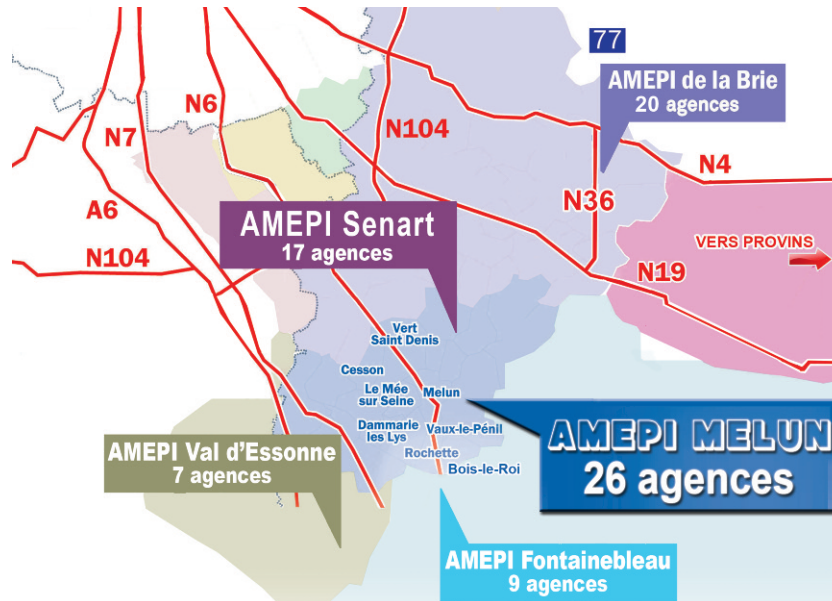 77
AMEPI de la Brie
20 agences
N6
N7
N104
N4
A6
N36
AMEPI Senart
17 agences
VERS PROVINS
N104
N19
Vert
Saint Denis
Cesson
Le Mée
sur Seine
Melun
Dammarie
les Lys
Vaux-le-Pénil
AMEPI MELUN
26 agences
AMEPI Val d'Essonne
7 agences
Rochette
Bois-le-Roi
AMEPI Fontainebleau
9 agences